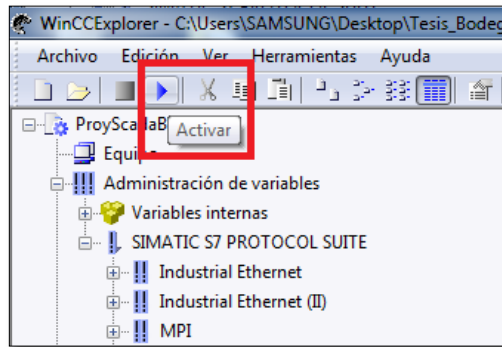 WinCCExplorer - C:\Users\SAMSUNG\Desktop\Tesis_Bodeg
Archivo Edición Ver Herramientas Ayuda
Activar
Administración de variables
Variables internas
SIMATIC S7 PROTOCOL SUITE
Industrial Ethernet
Industrial Ethernet (II)
MPI